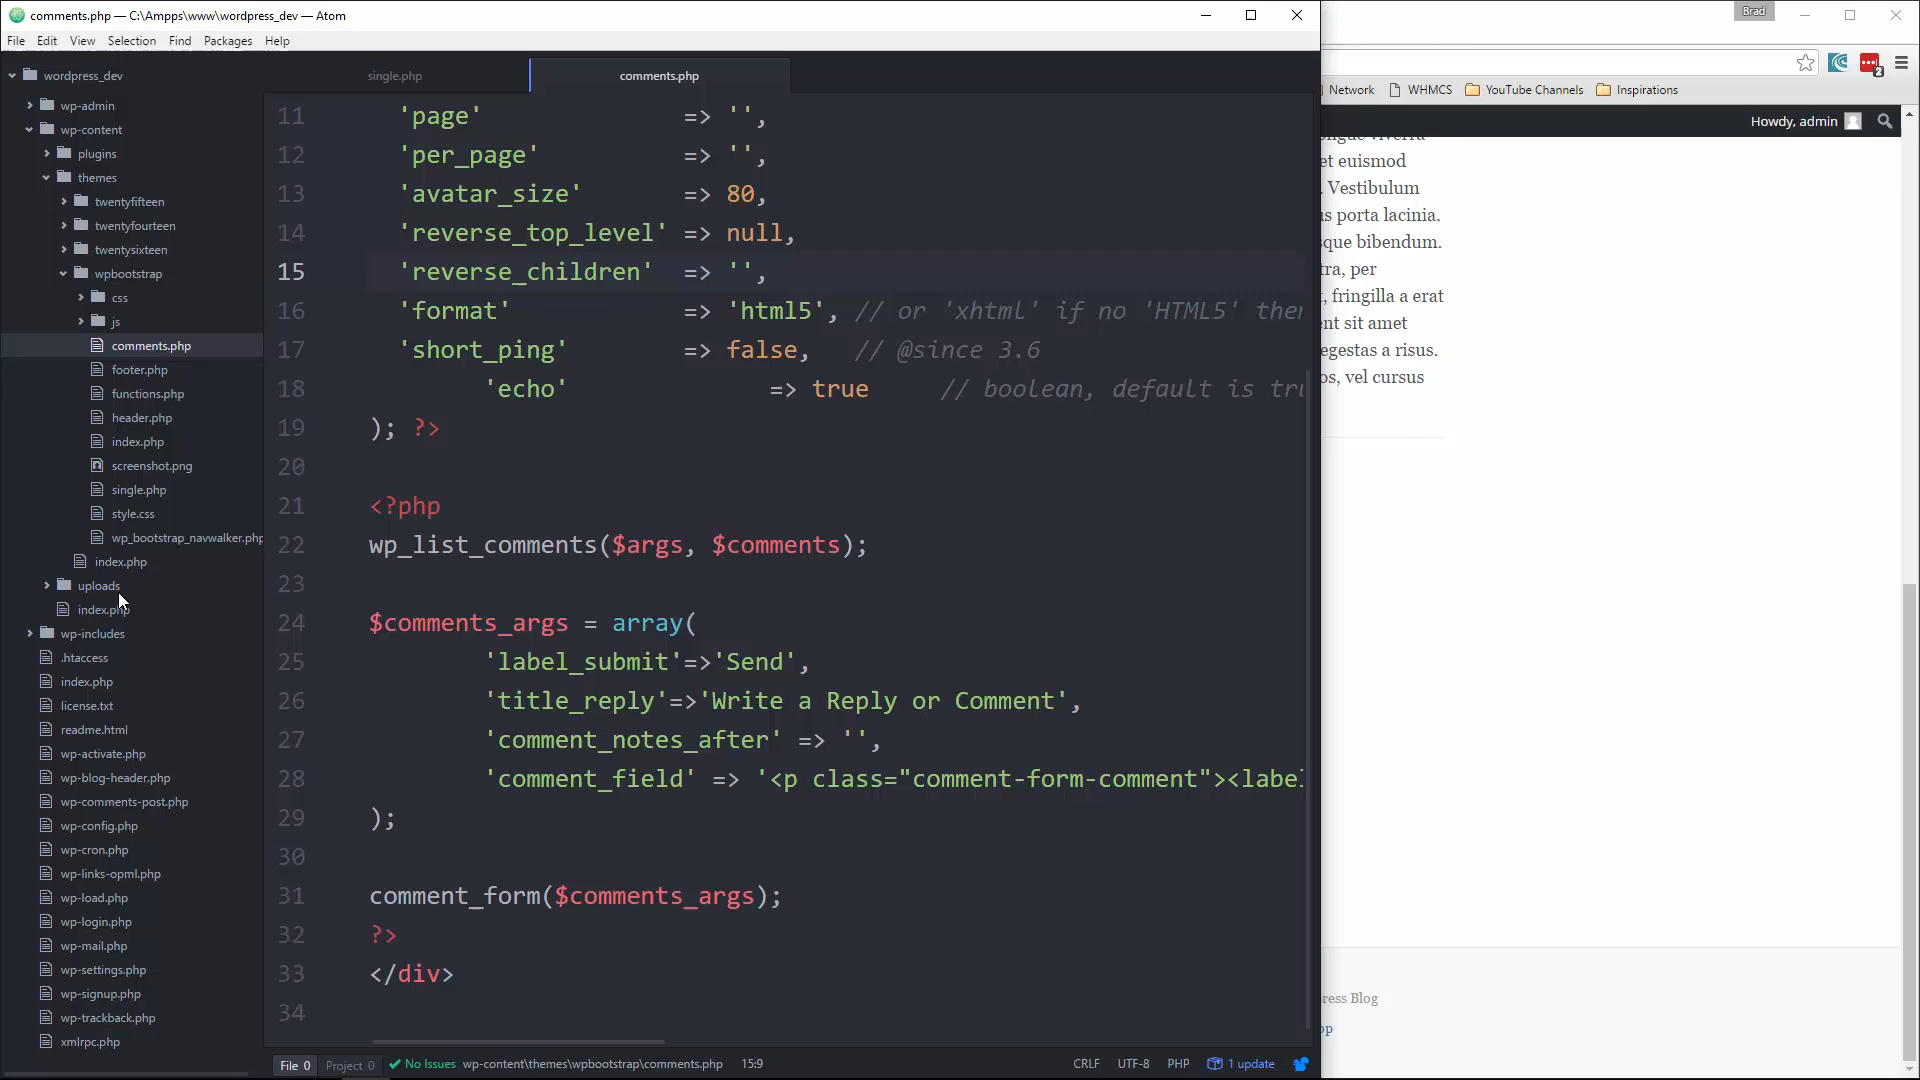 comments.php — C:\Ampps\www\wordpress_dev — Atom
Brad
File Edit View Selection Find Packages Help
wordpress_dev
wp-admin
wp-content
plugins
themes
twentyfifteen
twentyfourteen
twentysixteen
wpbootstrap
css
js
comments.php
footer.php
functions.php
header.php
index.php
screenshot.png
single.php
style.css
wp_bootstrap_navwalker.php
index.php
uploads
index.php
wp-includes
.htaccess
index.php
license.txt
readme.html
wp-activate.php
wp-blog-header.php
wp-comments-post.php
wp-config.php
wp-cron.php
wp-links-opml.php
wp-load.php
wp-login.php
wp-mail.php
wp-settings.php
wp-signup.php
wp-trackback.php
xmlrpc.php
single.php
comments.php
11 'page' => '',
12 'per_page' => '',
13 'avatar_size' => 80,
14 'reverse_top_level' => null,
15 'reverse_children' => '',
16 'format' => 'html5', // or 'xhtml' if no 'HTML5' ther
17 'short_ping' => false, // @since 3.6
18 'echo' => true // boolean, default is tru
19 ); ?>
20
21 <?php
22 wp_list_comments($args, $comments);
23
24 $comments_args = array(
25 'label_submit'=>'Send',
26 'title_reply'=>'Write a Reply or Comment',
27 'comment_notes_after' => '',
28 'comment_field' => '<p class="comment-form-comment"><label
29 );
30
31 comment_form($comments_args);
32 ?>
33 </div>
34
File 0 Project 0 No Issues wp-content\themes\wpbootstrap\comments.php 15:9 CRLF UTF-8 PHP 1 update
2
Network WHMCS YouTube Channels Inspirations
Howdy, admin
et euismod
. Vestibulum
us porta lacinia.
sque bibendum.
tra, per
, fringilla a erat
ent sit amet
egestas a risus.
os, vel cursus
ress Blog
pp